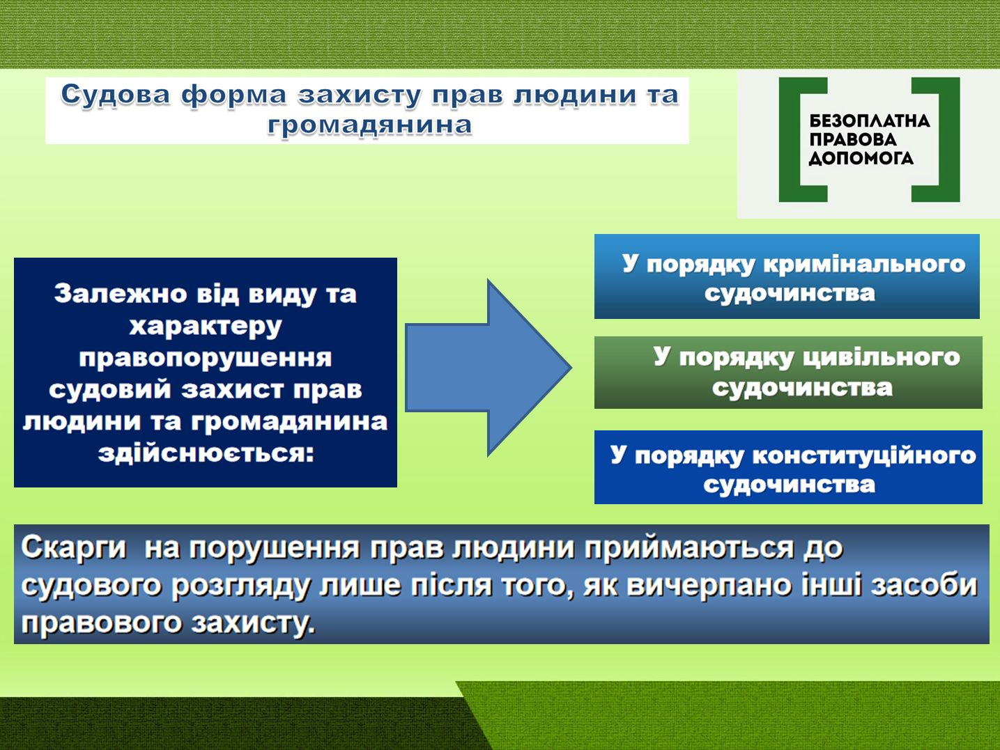 Судова форма захисту прав людини та
громадянина
БЕЗОПЛАТНА
ПРАВОВА
ДОПОМОГА
Залежно від виду та
характеру
правопорушення
судовий захист прав
людини та громадянина
здійснюється:
У порядку кримінального
судочинства
У порядку цивільного
судочинства
У порядку конституційного
судочинства
Скарги на порушення прав людини приймаються до
судового розгляду лише після того, як вичерпано інші засоби
правового захисту.